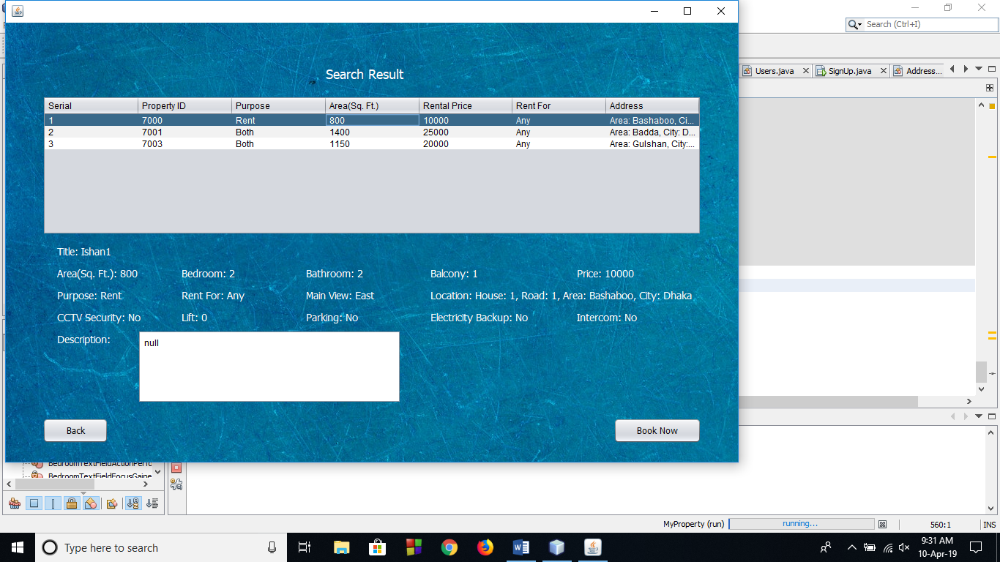 Search (Ctrl+I)
Users.java
SignUp.java
Address...
Search Result
Serial Property ID Purpose Area(Sq. Ft.) Rental Price Rent For Address
1 7000 Rent 800 10000 Any Area: Bashaboo, Ci...
2 7001 Both 1400 25000 Any Area: Badda, City: D...
3 7003 Both 1150 20000 Any Area: Gulshan, City:...
Title: Ishan1
Area(Sq. Ft.): 800 Bedroom: 2 Bathroom: 2 Balcony: 1 Price: 10000
Purpose: Rent Rent For: Any Main View: East Location: House: 1, Road: 1, Area: Bashaboo, City: Dhaka
CCTV Security: No Lift: 0 Parking: No Electricity Backup: No Intercom: No
Description: null
Back Book Now
BedroomTextFieldActionPerfo
BedroomTextFieldFocusGaine
MyProperty (run) running... 560:1 INS
Type here to search
9:31 AM
10-Apr-19